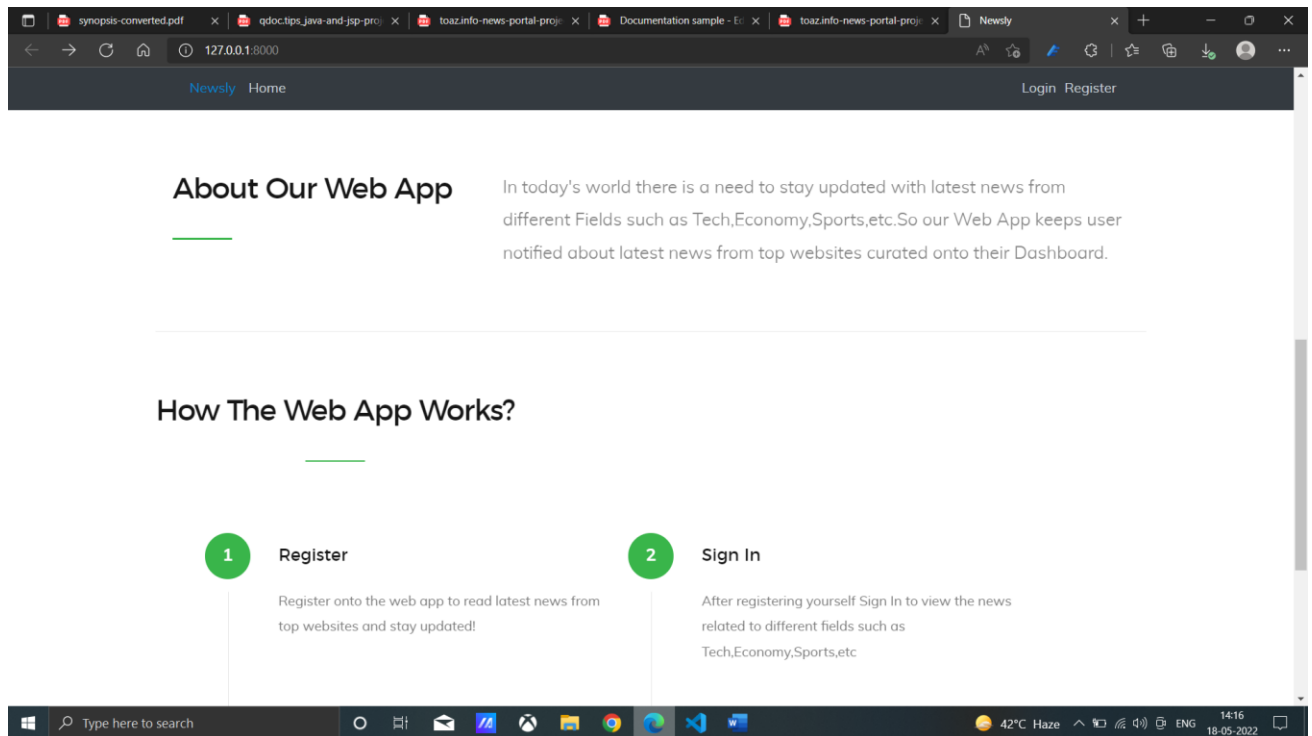 synopsis-converted.pdf
qdoc.tips_java-and-jsp-proj
toaz.info-news-portal-proje
Documentation sample - Ed
toaz.info-news-portal-proje
Newsly
127.0.0.1:8000
Newsly Home Login Register
About Our Web App
In today's world there is a need to stay updated with latest news from
different Fields such as Tech,Economy,Sports,etc.So our Web App keeps user
notified about latest news from top websites curated onto their Dashboard.
How The Web App Works?
1 Register
Register onto the web app to read latest news from
top websites and stay updated!
2 Sign In
After registering yourself Sign In to view the news
related to different fields such as
Tech,Economy,Sports,etc
Type here to search
42°C Haze
ENG
14:16
18-05-2022